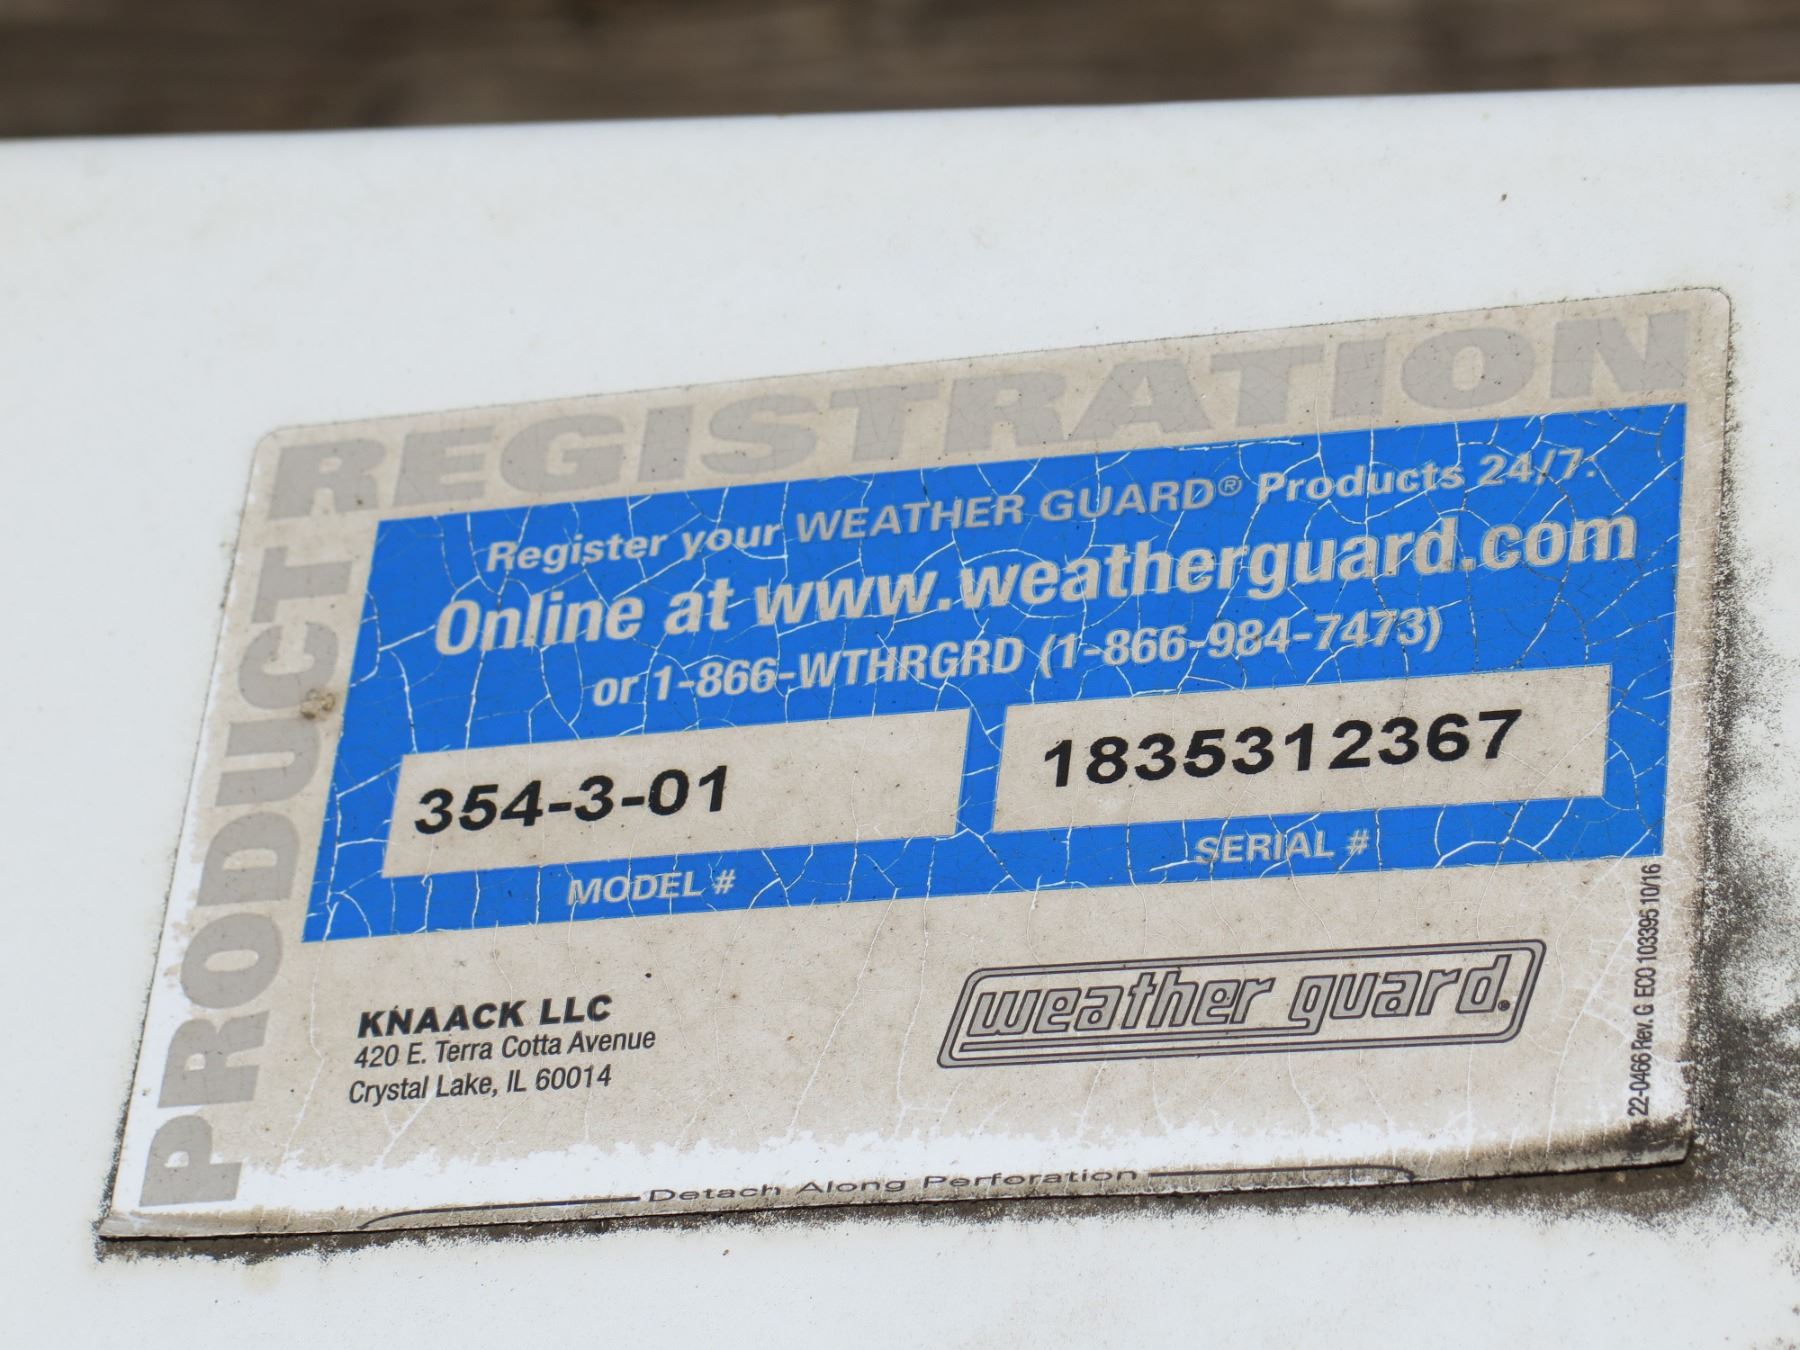 PRODUCT REGISTRATION
Register your WEATHER GUARD® Products 24/7:
Online at www.weatherguard.com
or 1-866-WTHRGRD (1-866-984-7473)
354-3-01
1835312367
MODEL #
SERIAL #
KNAACK LLC
420 E. Terra Cotta Avenue
Crystal Lake, IL 60014
weather guard.
22-0466 Rev. G ECO 103395 10/16
Detach Along Perforation